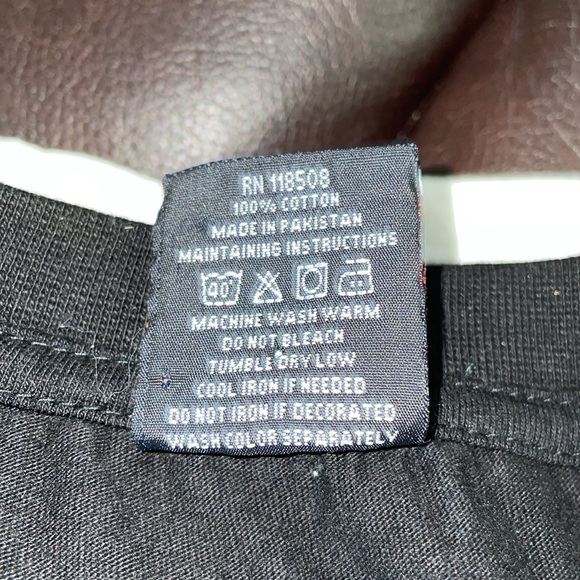 RN 118508
100% COTTON
MADE IN PAKISTAN
MAINTAINING INSTRUCTIONS
40°
MACHINE WASH WARM
DO NOT BLEACH
TUMBLE DRY LOW
COOL IRON IF NEEDED
DO NOT IRON IF DECORATED
WASH COLOR SEPARATELY